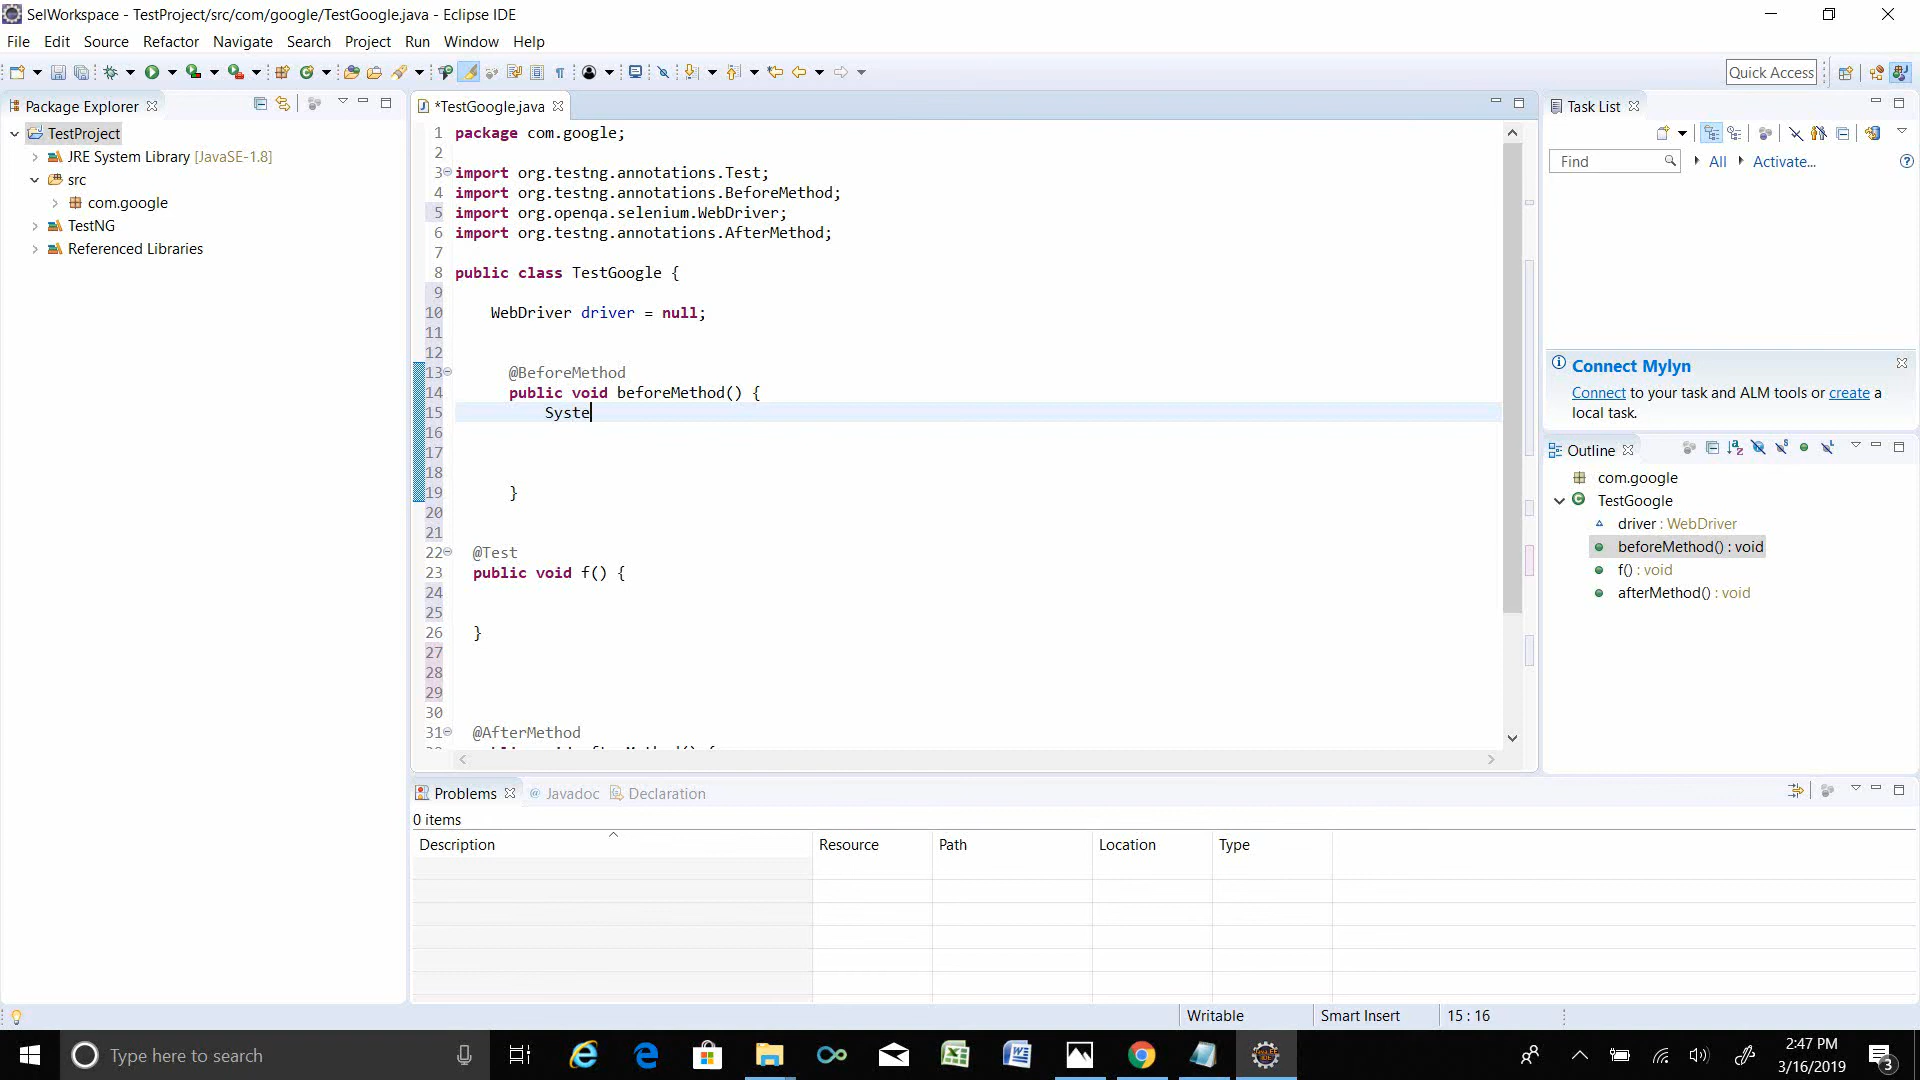 SelWorkspace - TestProject/src/com/google/TestGoogle.java - Eclipse IDE
File Edit Source Refactor Navigate Search Project Run Window Help
Quick Access
Package Explorer
TestProject
JRE System Library [JavaSE-1.8]
src
com.google
TestNG
Referenced Libraries
*TestGoogle.java
1 package com.google;
2
3 import org.testng.annotations.Test;
4 import org.testng.annotations.BeforeMethod;
5 import org.openqa.selenium.WebDriver;
6 import org.testng.annotations.AfterMethod;
7
8 public class TestGoogle {
9
10 WebDriver driver = null;
11
12
13 @BeforeMethod
14 public void beforeMethod() {
15 Syste
16
17
18
19 }
20
21
22 @Test
23 public void f() {
24
25
26 }
27
28
29
30
31 @AfterMethod
Task List
Find All Activate...
Connect Mylyn
Connect to your task and ALM tools or create a
local task.
Outline
com.google
TestGoogle
driver : WebDriver
beforeMethod() : void
f() : void
afterMethod() : void
Problems Javadoc Declaration
0 items
Description Resource Path Location Type
Writable Smart Insert 15 : 16
Type here to search
2:47 PM
3/16/2019
3